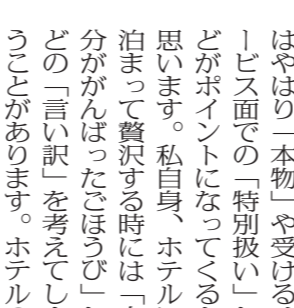 はやはり「本物」や受ける
ービス面での「特別扱い」
どがポイントになってくる
思います。私自身、ホテル
泊まって贅沢する時には「
分ががんばったごほうび」
どの「言い訳」を考えてし
うことがあります。ホテル